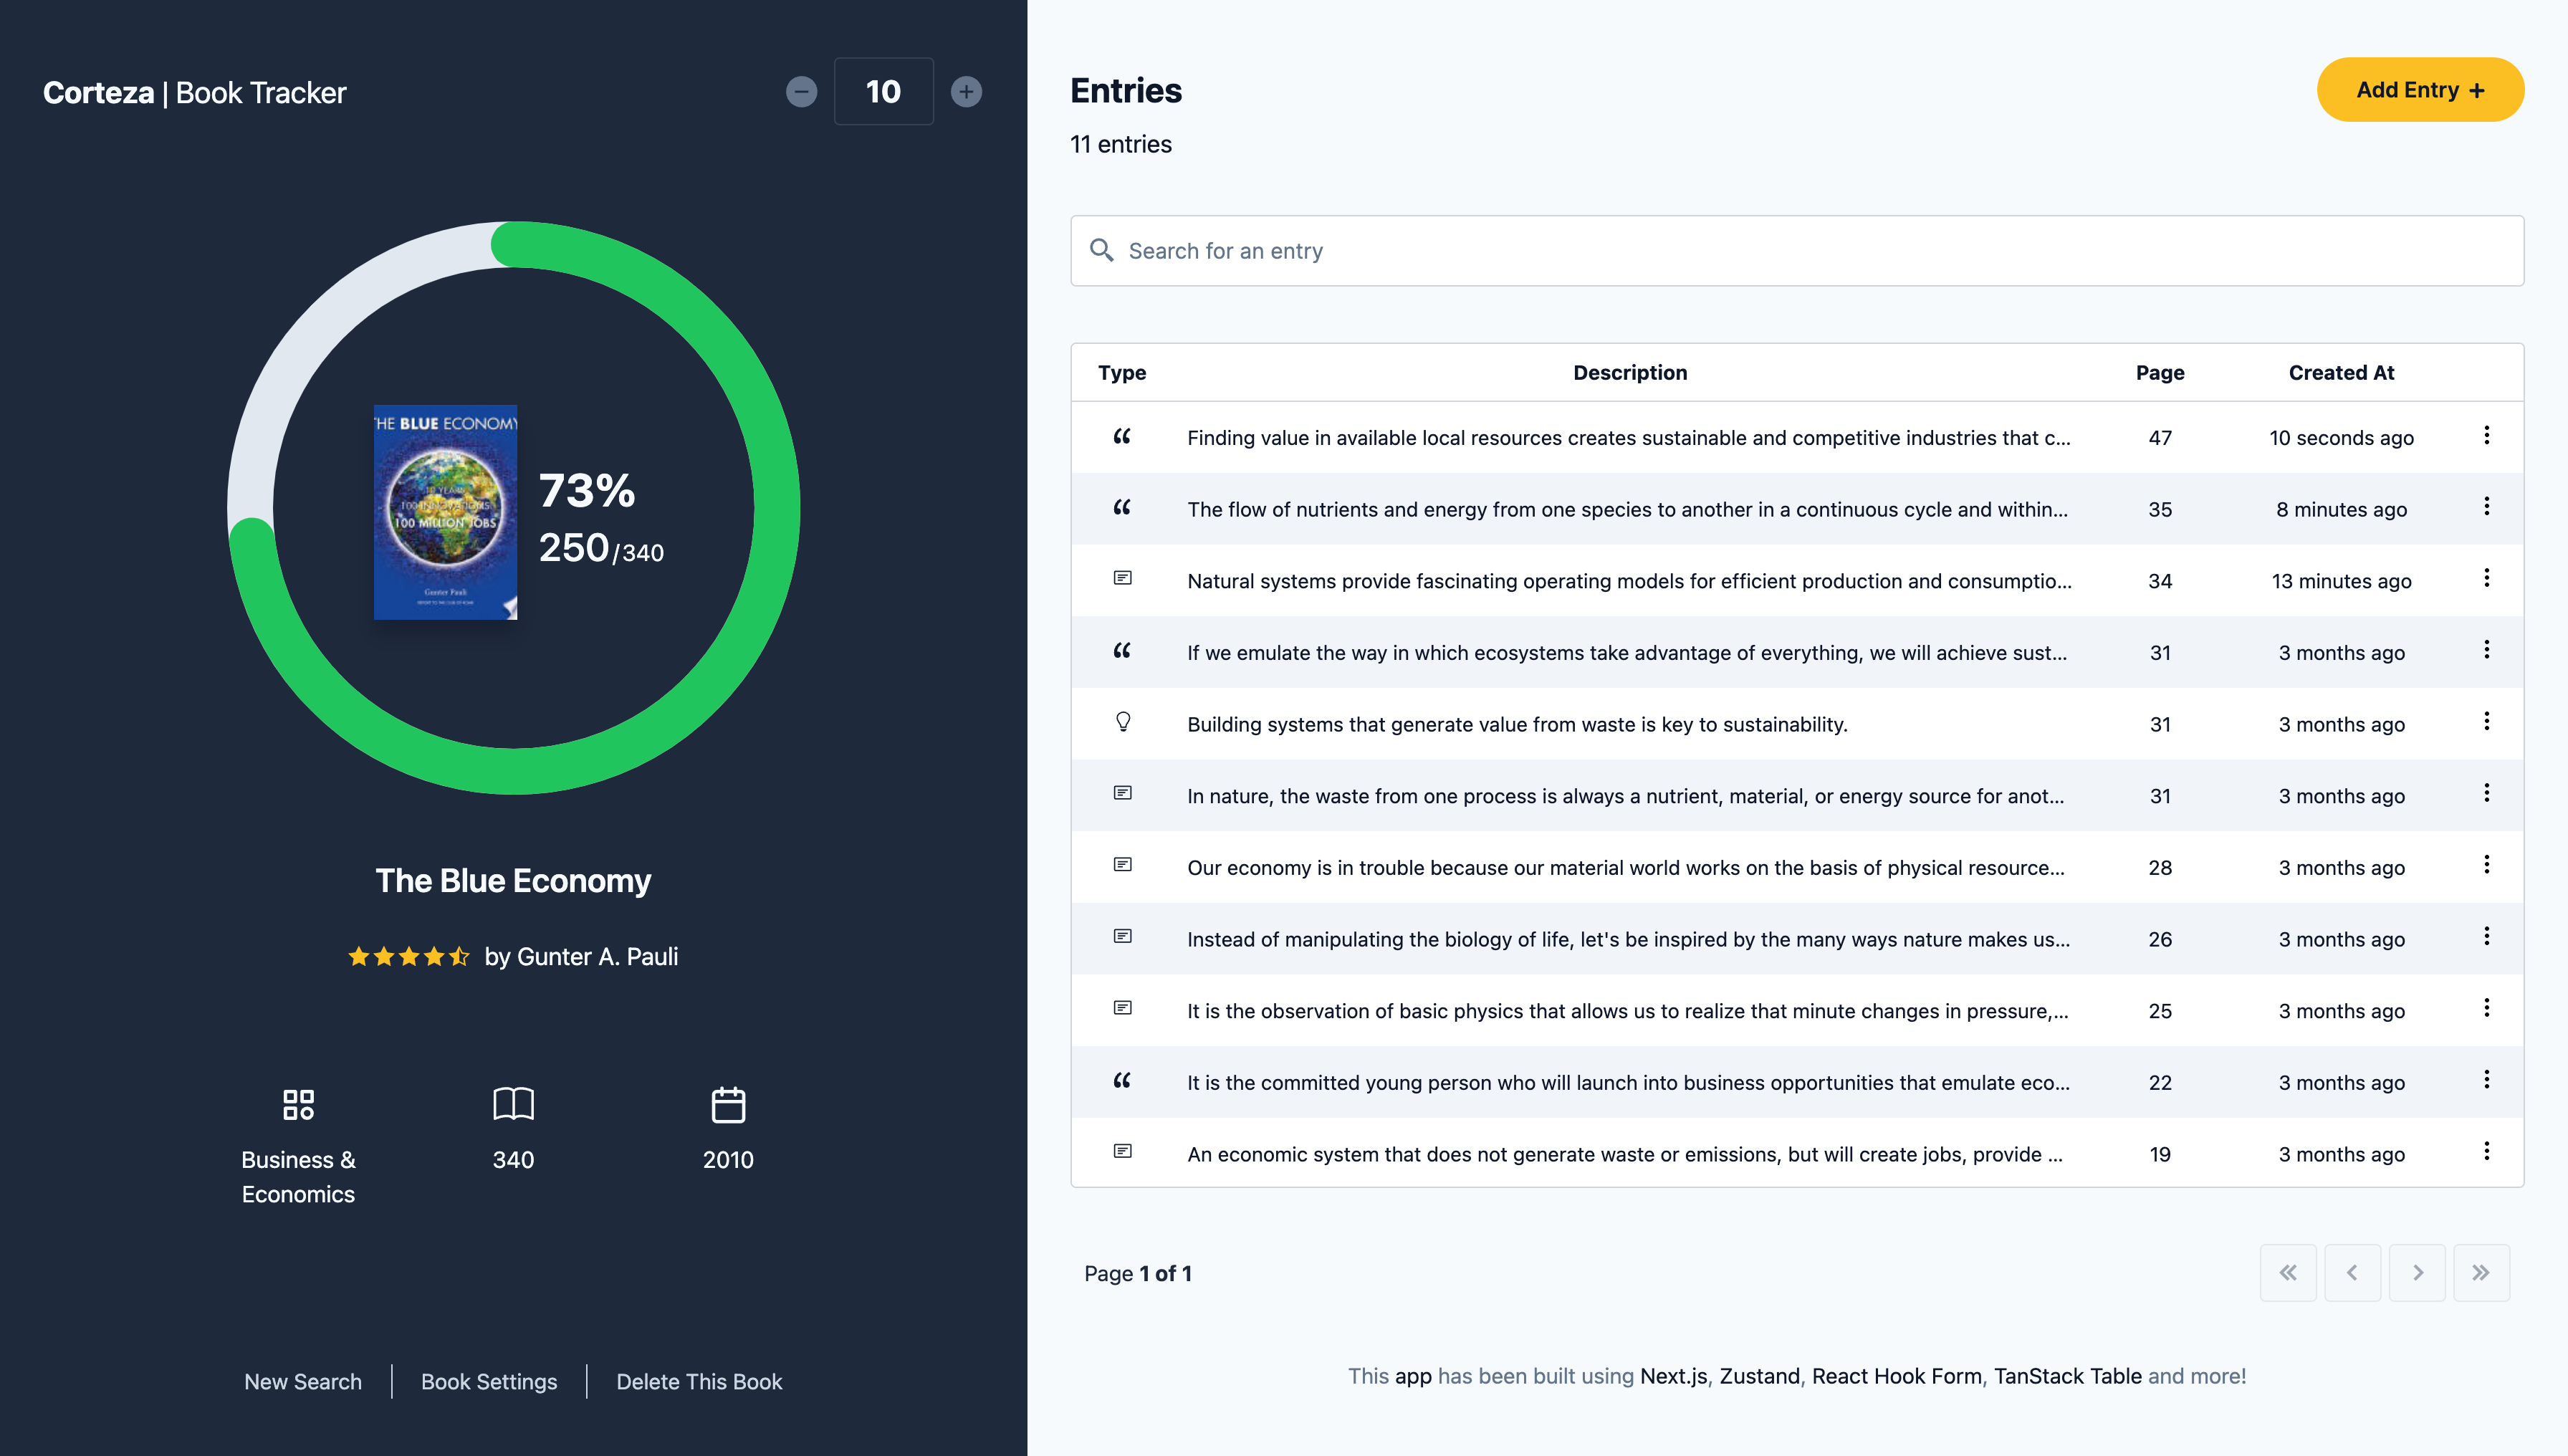 Corteza | Book Tracker
10
THE BLUE ECONOMY
10 YEARS
100 INNOVATIONS
100 MILLION JOBS
Gunter Pauli
73%
250/340
The Blue Economy
by Gunter A. Pauli
Business &
Economics
340
2010
New Search
Book Settings
Delete This Book
Entries
Add Entry +
11 entries
Search for an entry
Type Description Page Created At
Finding value in available local resources creates sustainable and competitive industries that c... 47 10 seconds ago
The flow of nutrients and energy from one species to another in a continuous cycle and within... 35 8 minutes ago
Natural systems provide fascinating operating models for efficient production and consumptio... 34 13 minutes ago
If we emulate the way in which ecosystems take advantage of everything, we will achieve sust... 31 3 months ago
Building systems that generate value from waste is key to sustainability. 31 3 months ago
In nature, the waste from one process is always a nutrient, material, or energy source for anot... 31 3 months ago
Our economy is in trouble because our material world works on the basis of physical resource... 28 3 months ago
Instead of manipulating the biology of life, let's be inspired by the many ways nature makes us... 26 3 months ago
It is the observation of basic physics that allows us to realize that minute changes in pressure,... 25 3 months ago
It is the committed young person who will launch into business opportunities that emulate eco... 22 3 months ago
An economic system that does not generate waste or emissions, but will create jobs, provide ... 19 3 months ago
Page 1 of 1
This app has been built using Next.js, Zustand, React Hook Form, TanStack Table and more!